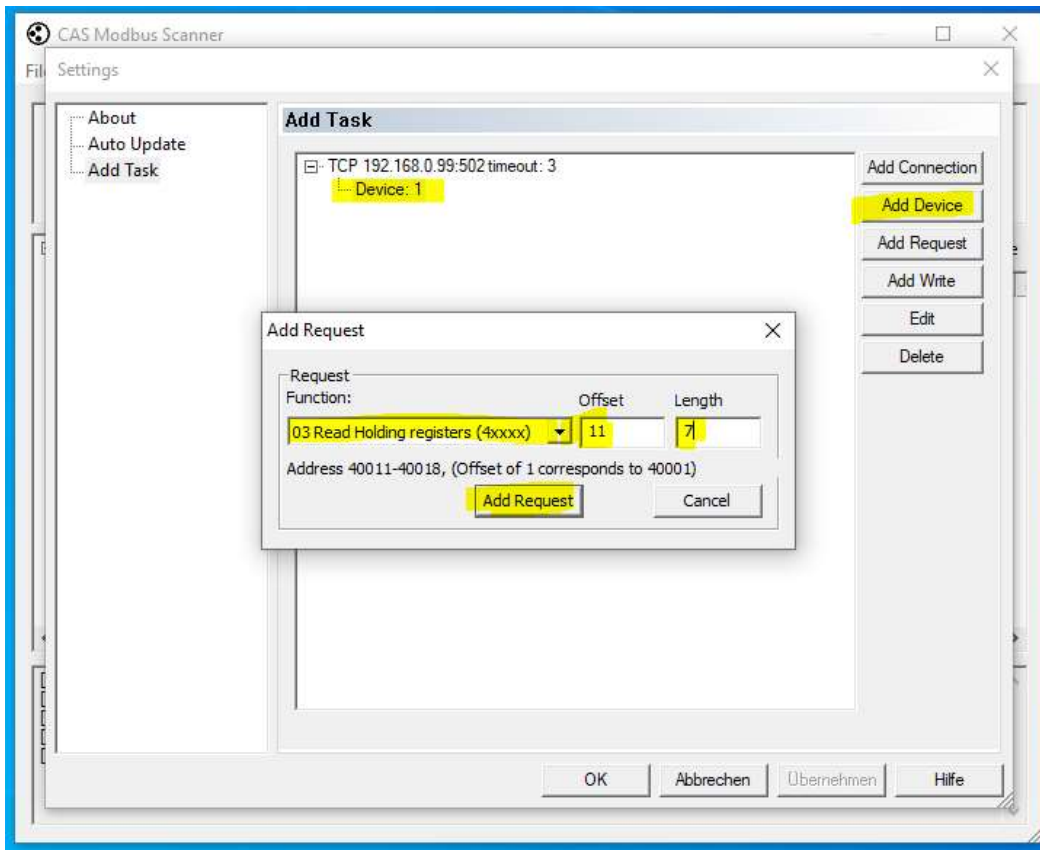 CAS Modbus Scanner
Settings
About
Auto Update
Add Task
Add Task
TCP 192.168.0.99:502 timeout: 3
Device: 1
Add Connection
Add Device
Add Request
Add Write
Edit
Delete
Add Request
Request
Function:
Offset
Length
03 Read Holding registers (4xxxx)
11
7
Address 40011-40018, (Offset of 1 corresponds to 40001)
Add Request
Cancel
OK
Abbrechen
Übernehmen
Hilfe